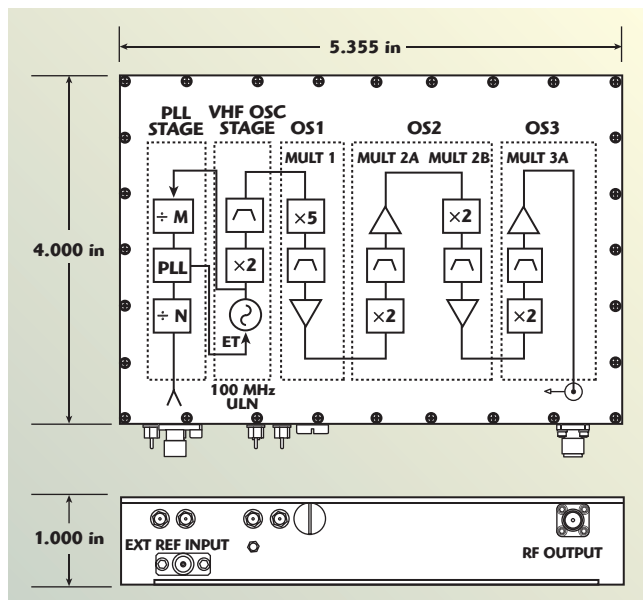 5.355 in
4.000 in
PLL STAGE
VHF OSC STAGE
OS1
OS2
OS3
MULT 1
MULT 2A
MULT 2B
MULT 3A
÷ M
×5
×2
PLL
×2
÷ N
×2
×2
ET
100 MHz
ULN
1.000 in
EXT REF INPUT
RF OUTPUT